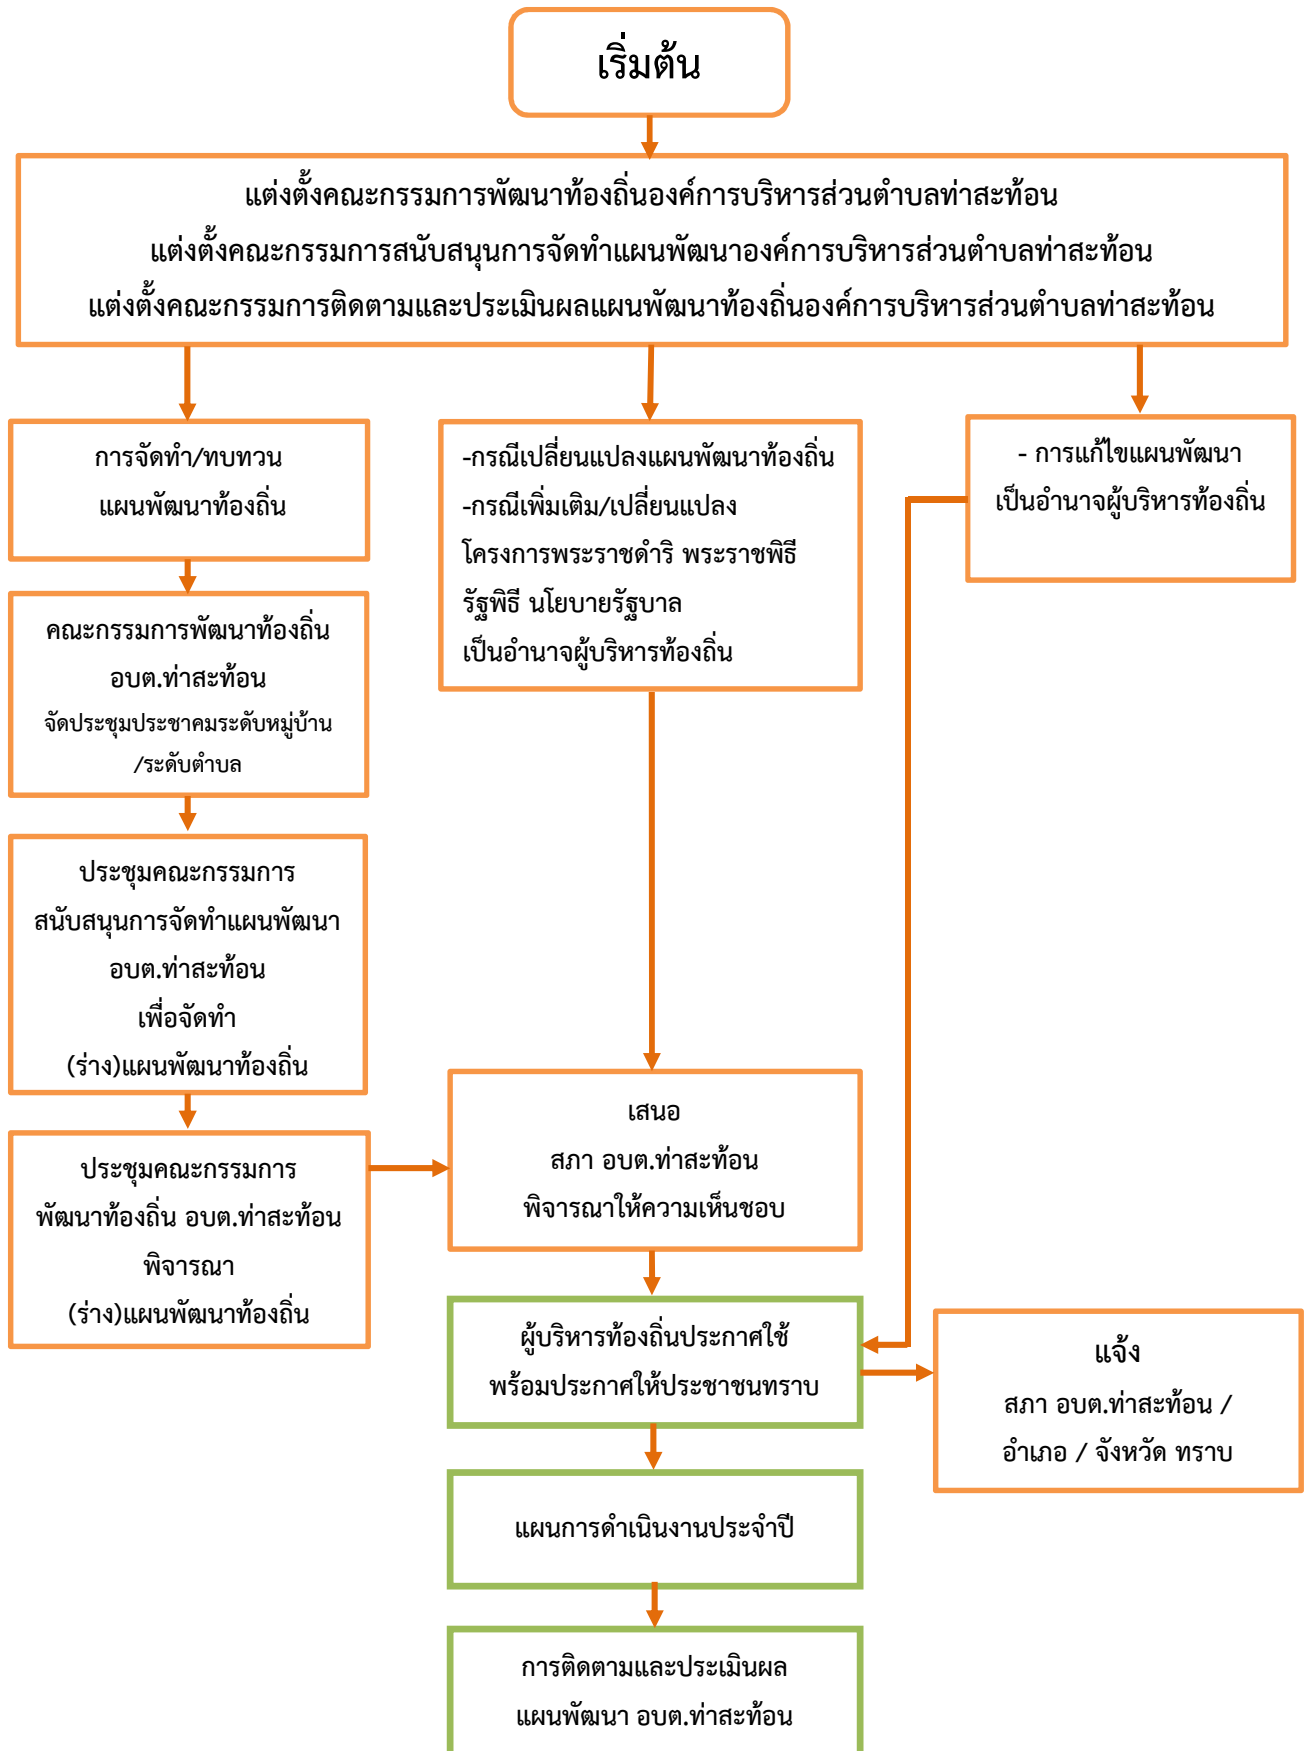 เริ่มต้น
แต่งตั้งคณะกรรมการพัฒนาท้องถิ่นองค์การบริหารส่วนตำบลท่าสะท้อน
แต่งตั้งคณะกรรมการสนับสนุนการจัดทำแผนพัฒนาองค์การบริหารส่วนตำบลท่าสะท้อน
แต่งตั้งคณะกรรมการติดตามและประเมินผลแผนพัฒนาท้องถิ่นองค์การบริหารส่วนตำบลท่าสะท้อน
การจัดทำ/ทบทวน
แผนพัฒนาท้องถิ่น
คณะกรรมการพัฒนาท้องถิ่น
อบต.ท่าสะท้อน
จัดประชุมประชาคมระดับหมู่บ้าน
/ระดับตำบล
ประชุมคณะกรรมการ
สนับสนุนการจัดทำแผนพัฒนา
อบต.ท่าสะท้อน
เพื่อจัดทำ
(ร่าง)แผนพัฒนาท้องถิ่น
ประชุมคณะกรรมการ
พัฒนาท้องถิ่น อบต.ท่าสะท้อน
พิจารณา
(ร่าง)แผนพัฒนาท้องถิ่น
-กรณีเปลี่ยนแปลงแผนพัฒนาท้องถิ่น
-กรณีเพิ่มเติม/เปลี่ยนแปลง
โครงการพระราชดำริ พระราชพิธี
รัฐพิธี นโยบายรัฐบาล
เป็นอำนาจผู้บริหารท้องถิ่น
- การแก้ไขแผนพัฒนา
เป็นอำนาจผู้บริหารท้องถิ่น
เสนอ
สภา อบต.ท่าสะท้อน
พิจารณาให้ความเห็นชอบ
ผู้บริหารท้องถิ่นประกาศใช้
พร้อมประกาศให้ประชาชนทราบ
แจ้ง
สภา อบต.ท่าสะท้อน /
อำเภอ / จังหวัด ทราบ
แผนการดำเนินงานประจำปี
การติดตามและประเมินผล
แผนพัฒนา อบต.ท่าสะท้อน